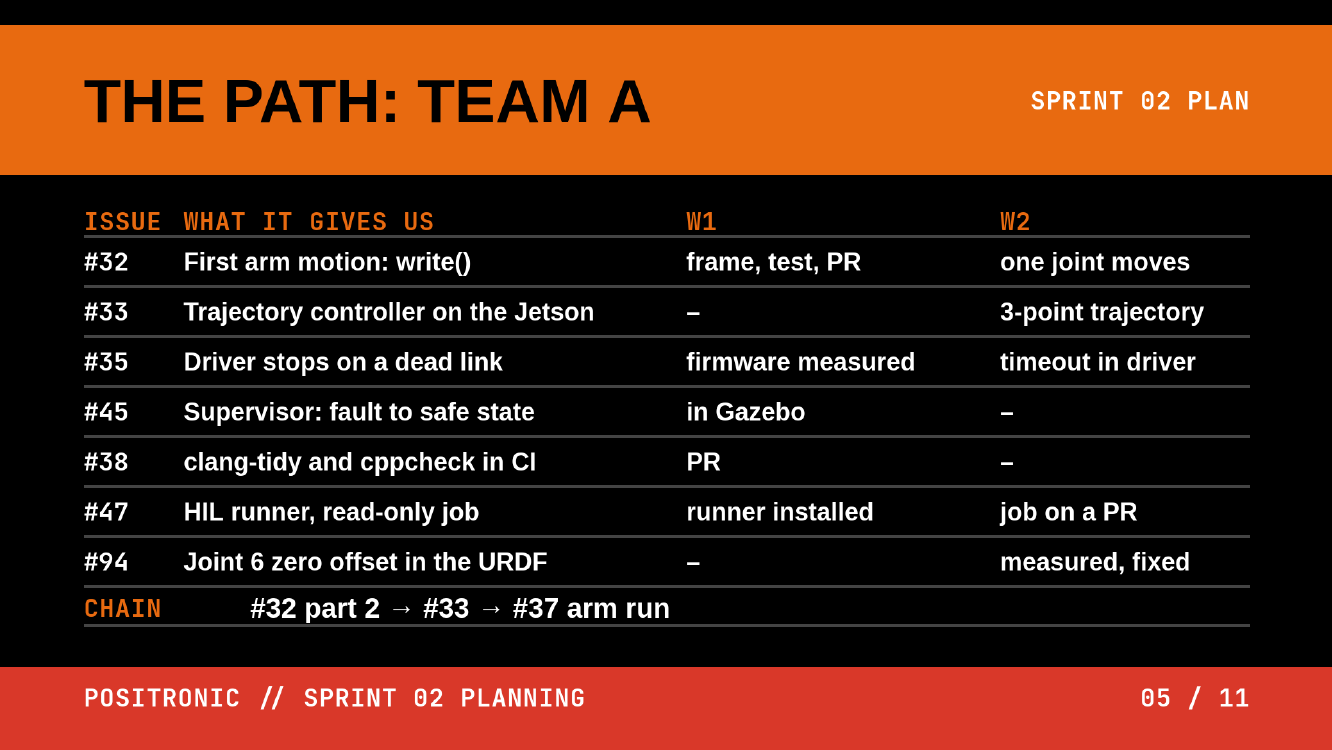 THE PATH: TEAM A
SPRINT 02 PLAN
ISSUE WHAT IT GIVES US W1 W2
#32 First arm motion: write() frame, test, PR one joint moves
#33 Trajectory controller on the Jetson – 3-point trajectory
#35 Driver stops on a dead link firmware measured timeout in driver
#45 Supervisor: fault to safe state in Gazebo –
#38 clang-tidy and cppcheck in CI PR –
#47 HIL runner, read-only job runner installed job on a PR
#94 Joint 6 zero offset in the URDF – measured, fixed
CHAIN #32 part 2 → #33 → #37 arm run
POSITRONIC // SPRINT 02 PLANNING 05 / 11